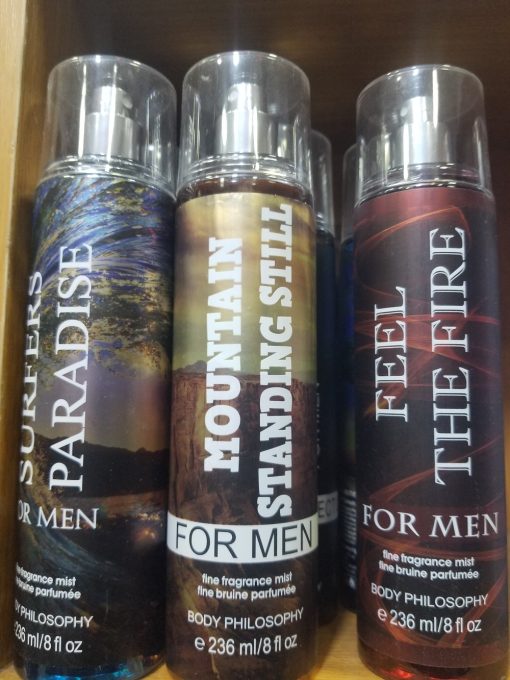 SURFERS
PARADISE
FOR MEN
fine fragrance mist
fine bruine parfumée
BODY PHILOSOPHY
236 ml/8 fl oz
MOUNTAIN
STANDING STILL
FOR MEN
fine fragrance mist
fine bruine parfumée
BODY PHILOSOPHY
e 236 ml/8 fl oz
FEEL
THE FIRE
FOR MEN
fine fragrance mist
fine bruine parfumée
BODY PHILOSOPHY
e 236 ml/8 fl oz